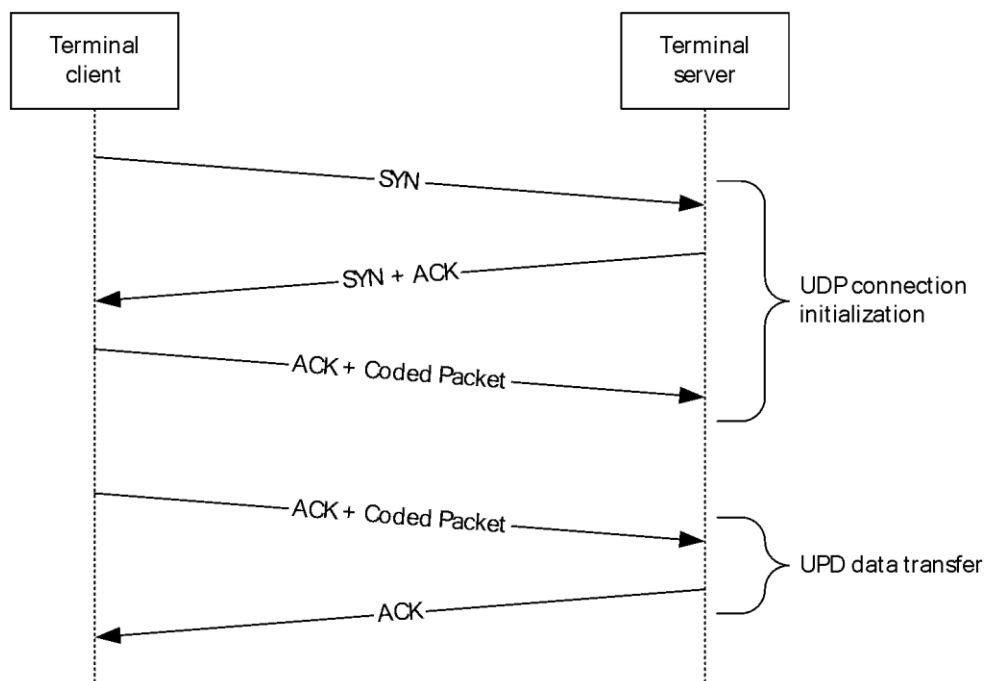 Terminal
client
Terminal
server
SYN
SYN + ACK
UDP connection
initialization
ACK + Coded Packet
ACK + Coded Packet
UPD data transfer
ACK